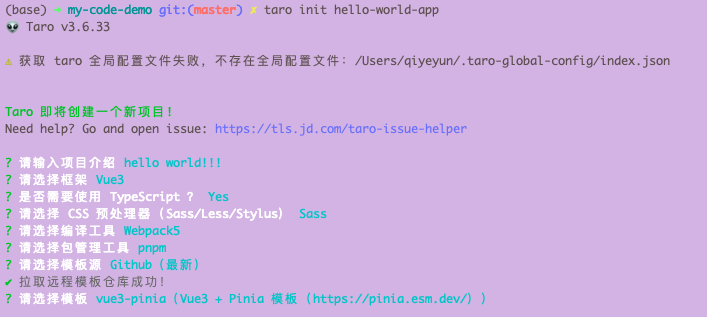 (base) ➜ my-code-demo git:(master) ✗ taro init hello-world-app
👽 Taro v3.6.33
⚠ 获取 taro 全局配置文件失败，不存在全局配置文件：/Users/qiyeyun/.taro-global-config/index.json
Taro 即将创建一个新项目！
Need help? Go and open issue: https://tls.jd.com/taro-issue-helper
? 请输入项目介绍 hello world!!!
? 请选择框架 Vue3
? 是否需要使用 TypeScript ？ Yes
? 请选择 CSS 预处理器（Sass/Less/Stylus） Sass
? 请选择编译工具 Webpack5
? 请选择包管理工具 pnpm
? 请选择模板源 Github（最新）
✔ 拉取远程模板仓库成功！
? 请选择模板 vue3-pinia（Vue3 + Pinia 模板（https://pinia.esm.dev/））